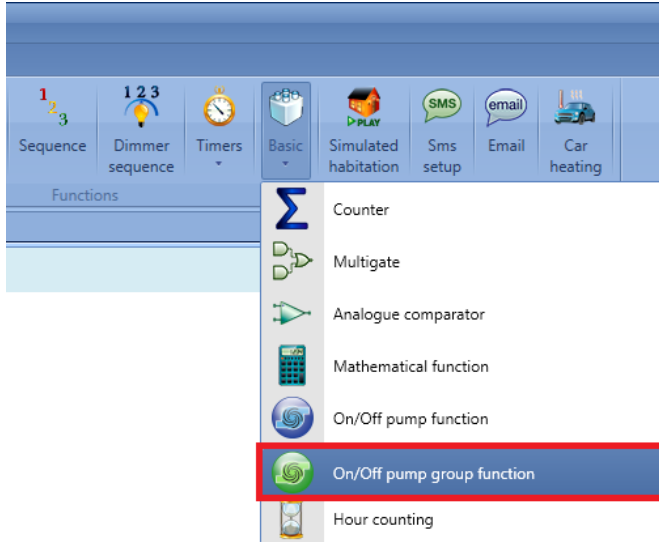 1
2
3
1 2 3
PLAY
SMS
email
Sequence
Dimmer
sequence
Timers
Basic
Simulated
habitation
Sms
setup
Email
Car
heating
Functions
Counter
Multigate
Analogue comparator
Mathematical function
On/Off pump function
On/Off pump group function
Hour counting